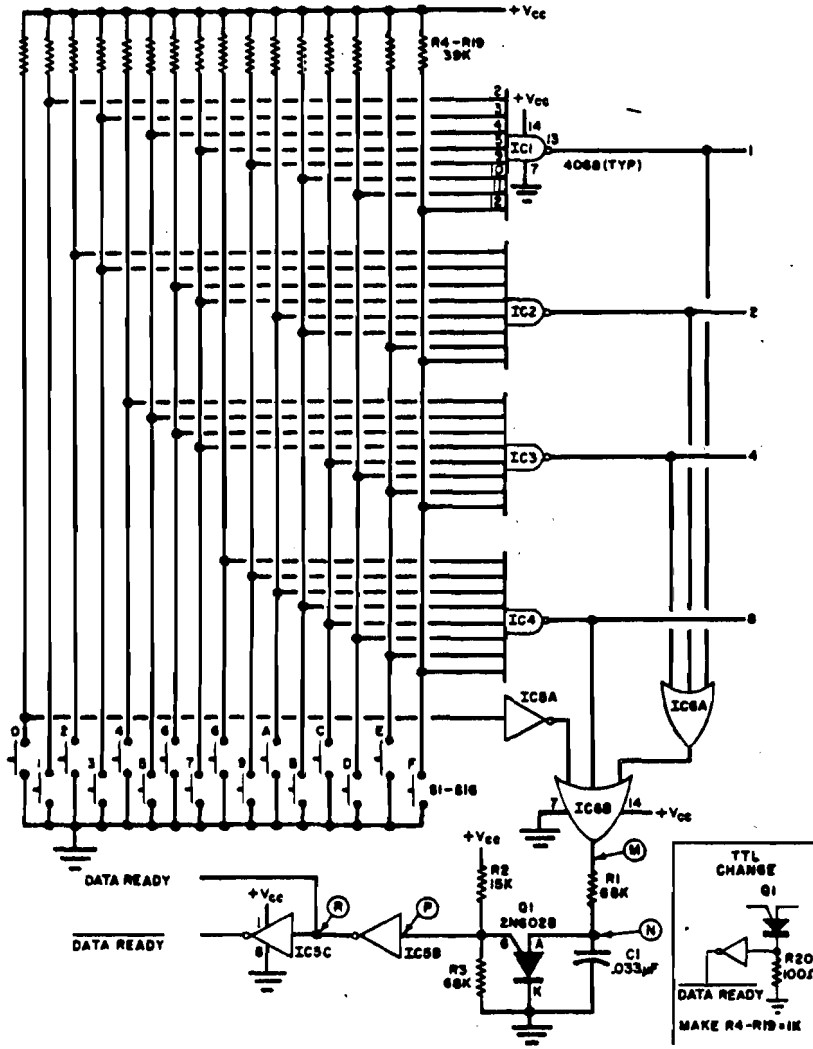 +Vcc
R4-R19
39K
2
3
4
5
9
10
11
12
+Vcc
14
IC1
13
7
4068(TYP)
1
IC2
2
IC3
4
IC4
8
IC5A
IC6A
0
2
4
6
8
A
C
E
1
3
5
7
9
B
D
F
S1-S16
7
IC6B
14
+Vcc
M
+Vcc
R2
15K
R1
68K
DATA READY
+Vcc
1
R
P
Q1
2N6028
N
DATA READY
8
IC5C
IC5B
G
A
K
R3
68K
C1
.033µF
TTL
CHANGE
Q1
R20
100Ω
DATA READY
MAKE R4-R19=1K